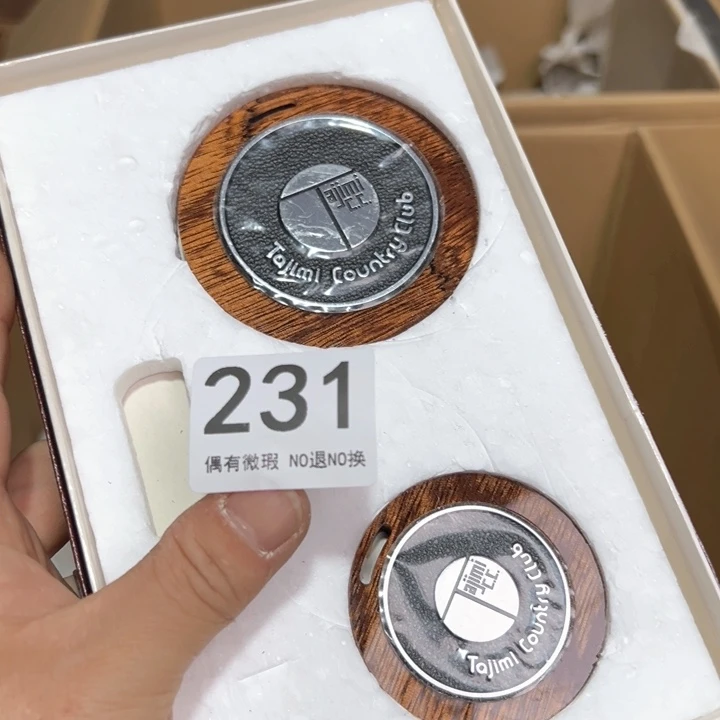 Tajimi
C.C.
Tajimi Country Club
231
偶有微瑕 NO退NO换
Tajimi
C.C.
Tajimi Country Club